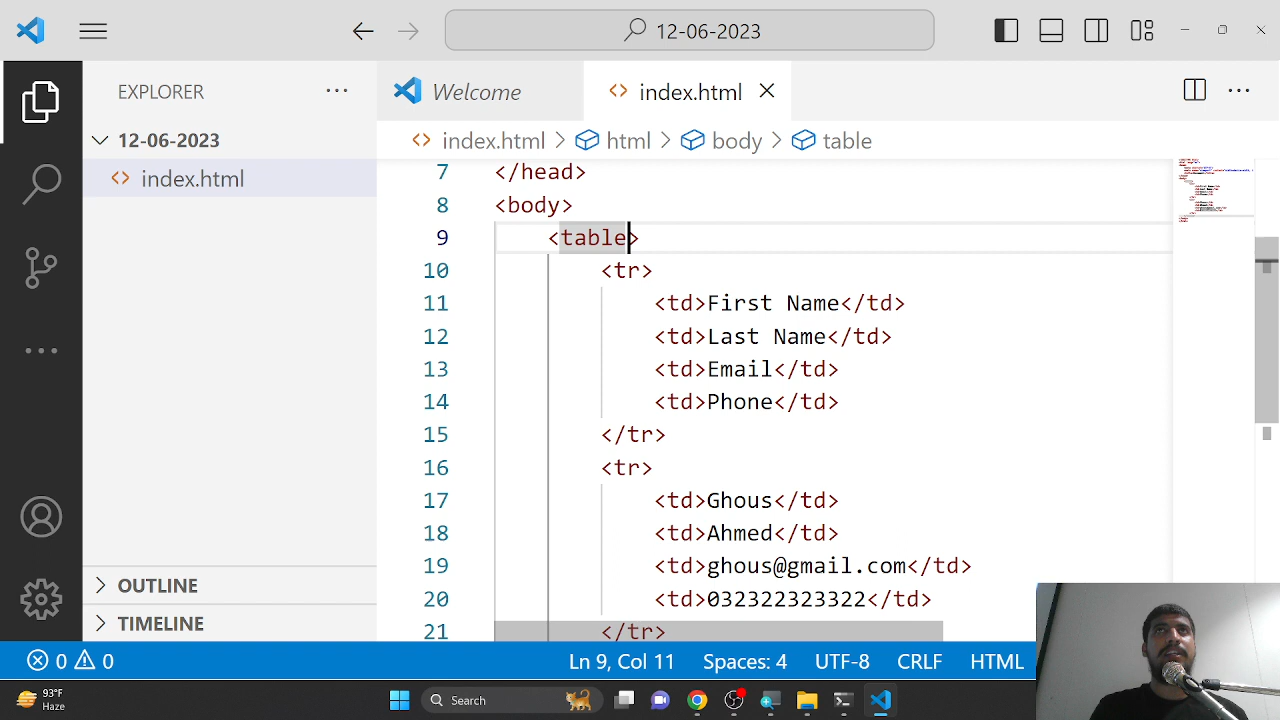 12-06-2023
EXPLORER
Welcome
index.html
12-06-2023
index.html
index.html > html > body > table
7 </head>
8 <body>
9 <table>
10 <tr>
11 <td>First Name</td>
12 <td>Last Name</td>
13 <td>Email</td>
14 <td>Phone</td>
15 </tr>
16 <tr>
17 <td>Ghous</td>
18 <td>Ahmed</td>
19 <td>ghous@gmail.com</td>
20 <td>032322323322</td>
21 </tr>
OUTLINE
TIMELINE
0 0 Ln 9, Col 11 Spaces: 4 UTF-8 CRLF HTML
93°F
Haze
Search